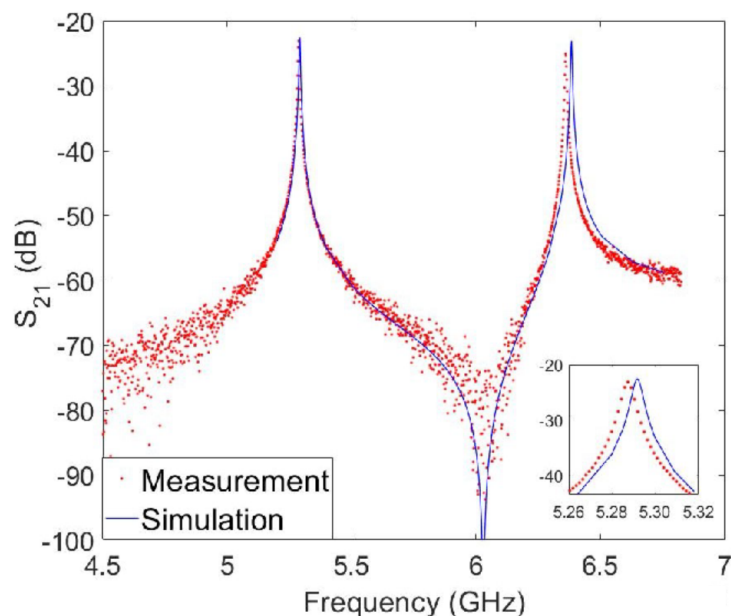 -20
-30
-40
-50
-60
-70
-80
-90
-100
S21 (dB)
4.5 5 5.5 6 6.5 7
Frequency (GHz)
Measurement
Simulation
-20
-30
-40
5.26 5.28 5.30 5.32